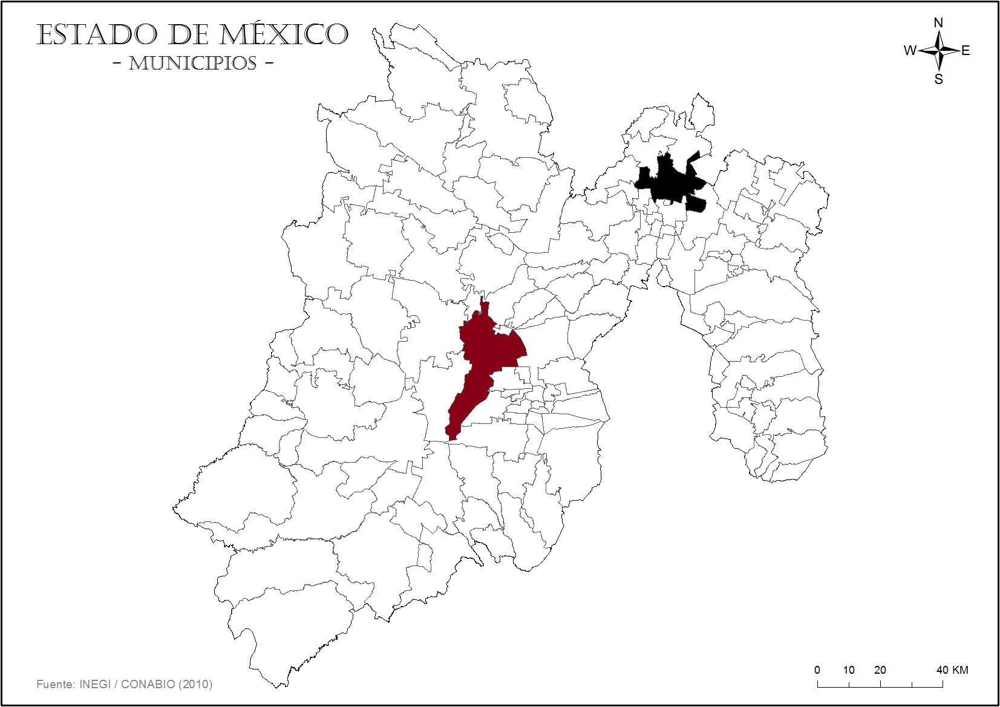 ESTADO DE MÉXICO
- MUNICIPIOS -
N
W E
S
0 10 20 40 KM
Fuente: INEGI / CONABIO (2010)